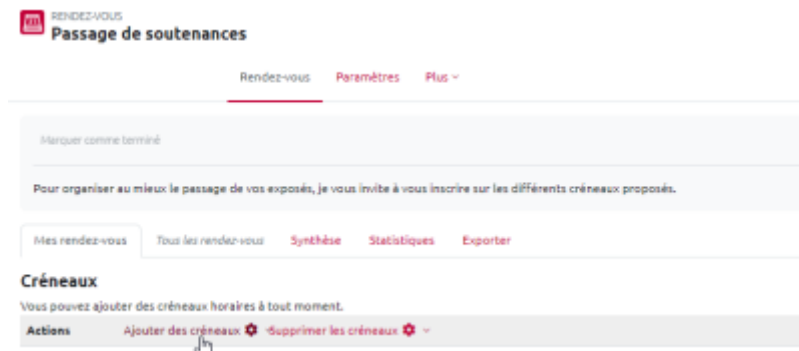 RENDEZ-VOUS
Passage de soutenances
Rendez-vous Paramètres Plus
Marquer comme terminé
Pour organiser au mieux le passage de vos exposés, je vous invite à vous inscrire sur les différents créneaux proposés.
Mes rendez-vous Tous les rendez-vous Synthèse Statistiques Exporter
Créneaux
Vous pouvez ajouter des créneaux horaires à tout moment.
Actions Ajouter des créneaux Supprimer les créneaux